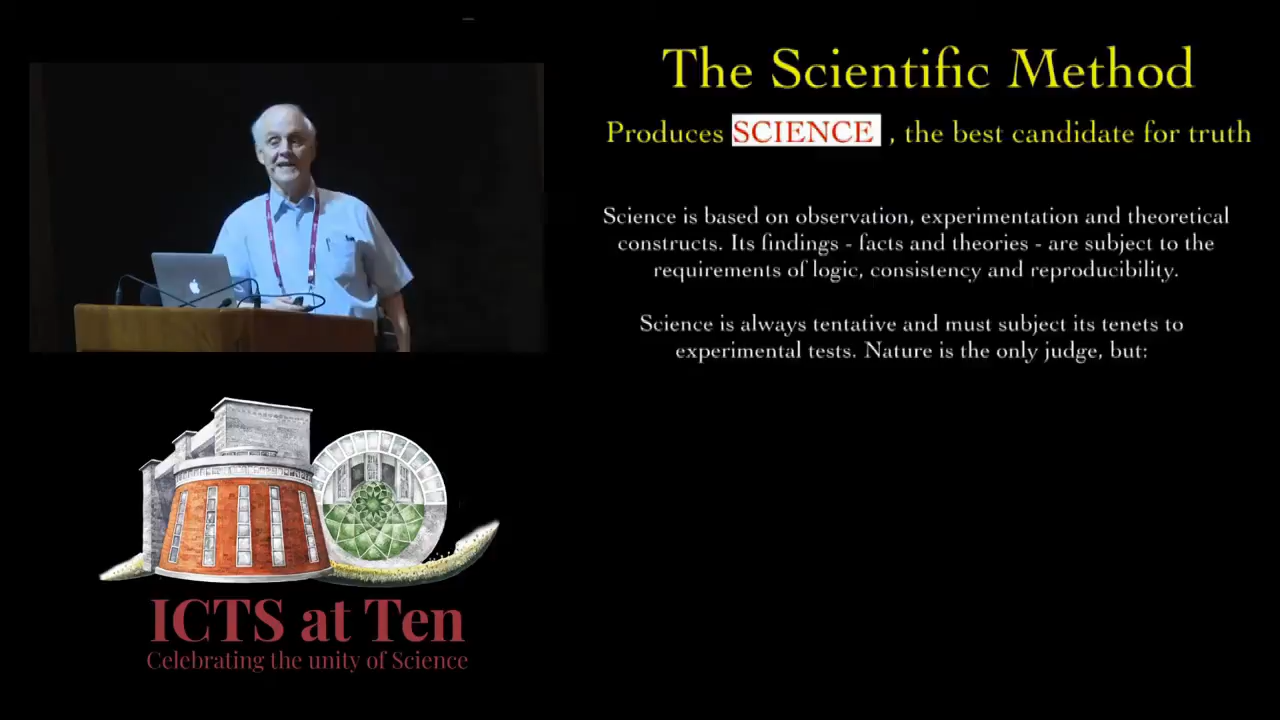 The Scientific Method
Produces SCIENCE , the best candidate for truth
Science is based on observation, experimentation and theoretical
constructs. Its findings - facts and theories - are subject to the
requirements of logic, consistency and reproducibility.
Science is always tentative and must subject its tenets to
experimental tests. Nature is the only judge, but:
ICTS at Ten
Celebrating the unity of Science